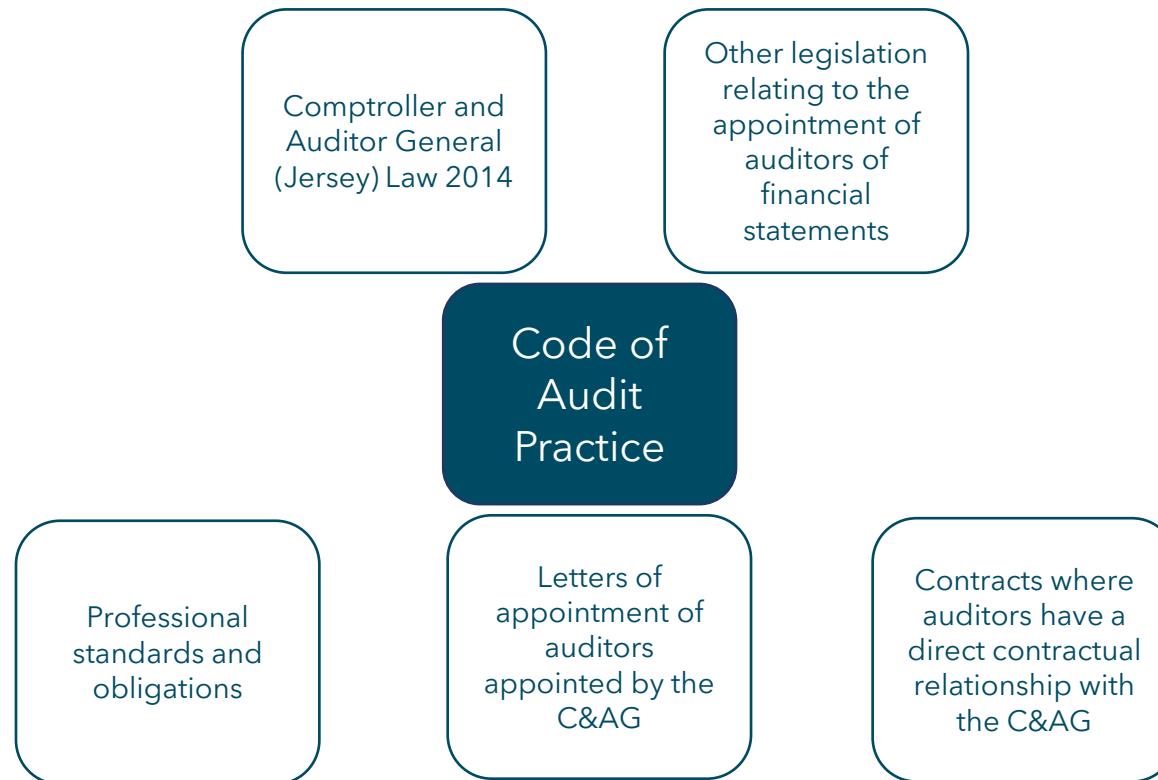 Comptroller and
Auditor General
(Jersey) Law 2014
Other legislation
relating to the
appointment of
auditors of
financial
statements
Code of
Audit
Practice
Professional
standards and
obligations
Letters of
appointment of
auditors
appointed by the
C&AG
Contracts where
auditors have a
direct contractual
relationship with
the C&AG